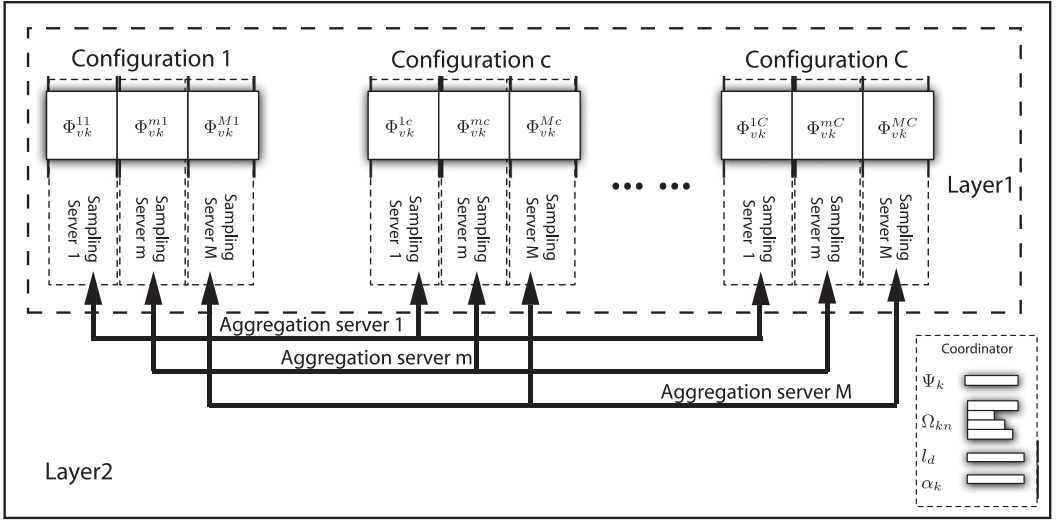 Configuration 1
Configuration c
Configuration C
Φ_{vk}^{11} Φ_{vk}^{m1} Φ_{vk}^{M1}
Φ_{vk}^{1c} Φ_{vk}^{mc} Φ_{vk}^{Mc}
Φ_{vk}^{1C} Φ_{vk}^{mC} Φ_{vk}^{MC}
...... 
Layer1
Sampling
Server 1
Sampling
Server m
Sampling
Server M
Sampling
Server 1
Sampling
Server m
Sampling
Server M
Sampling
Server 1
Sampling
Server m
Sampling
Server M
Aggregation server 1
Aggregation server m
Aggregation server M
Layer2
Coordinator
Ψ_k
Ω_{kn}
l_d
α_k